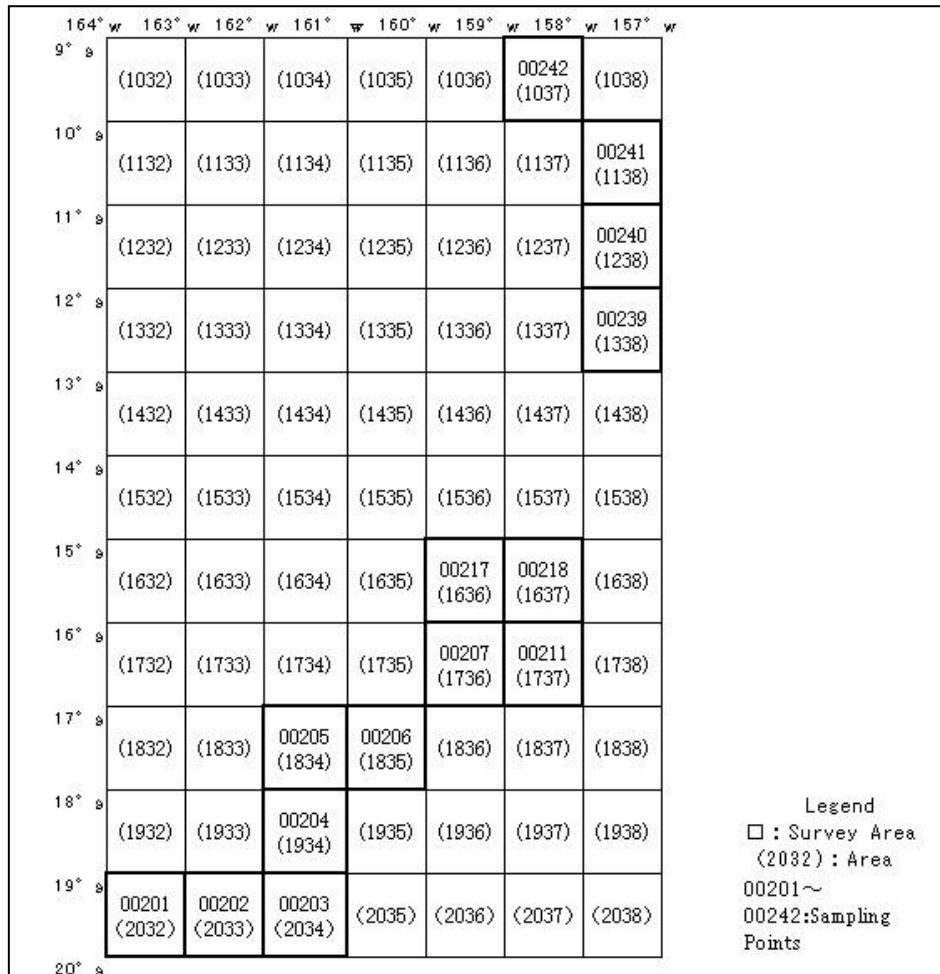 164° w 163° w 162° w 161° w 160° w 159° w 158° w 157° w
9° s
(1032) (1033) (1034) (1035) (1036) 00242 (1037) (1038)
10° s
(1132) (1133) (1134) (1135) (1136) (1137) 00241 (1138)
11° s
(1232) (1233) (1234) (1235) (1236) (1237) 00240 (1238)
12° s
(1332) (1333) (1334) (1335) (1336) (1337) 00239 (1338)
13° s
(1432) (1433) (1434) (1435) (1436) (1437) (1438)
14° s
(1532) (1533) (1534) (1535) (1536) (1537) (1538)
15° s
(1632) (1633) (1634) (1635) 00217 (1636) 00218 (1637) (1638)
16° s
(1732) (1733) (1734) (1735) 00207 (1736) 00211 (1737) (1738)
17° s
(1832) (1833) 00205 (1834) 00206 (1835) (1836) (1837) (1838)
18° s
(1932) (1933) 00204 (1934) (1935) (1936) (1937) (1938)
19° s
00201 (2032) 00202 (2033) 00203 (2034) (2035) (2036) (2037) (2038)
20° s
Legend
□ : Survey Area
(2032) : Area
00201～
00242:Sampling
Points